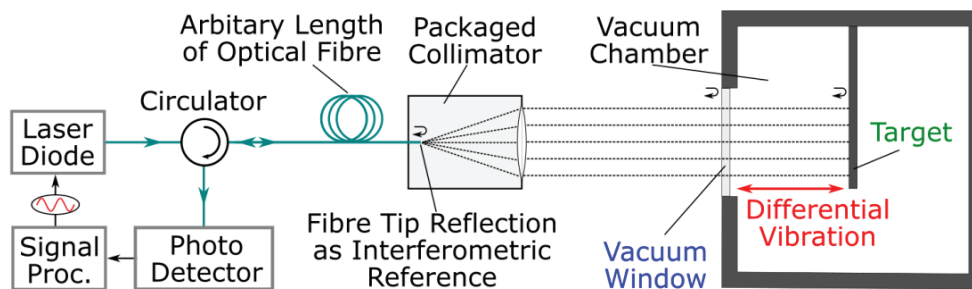 Arbitary Length
of Optical Fibre
Packaged
Collimator
Vacuum
Chamber
Circulator
Laser
Diode
Target
Signal
Proc.
Photo
Detector
Fibre Tip Reflection
as Interferometric
Reference
Vacuum
Window
Differential
Vibration